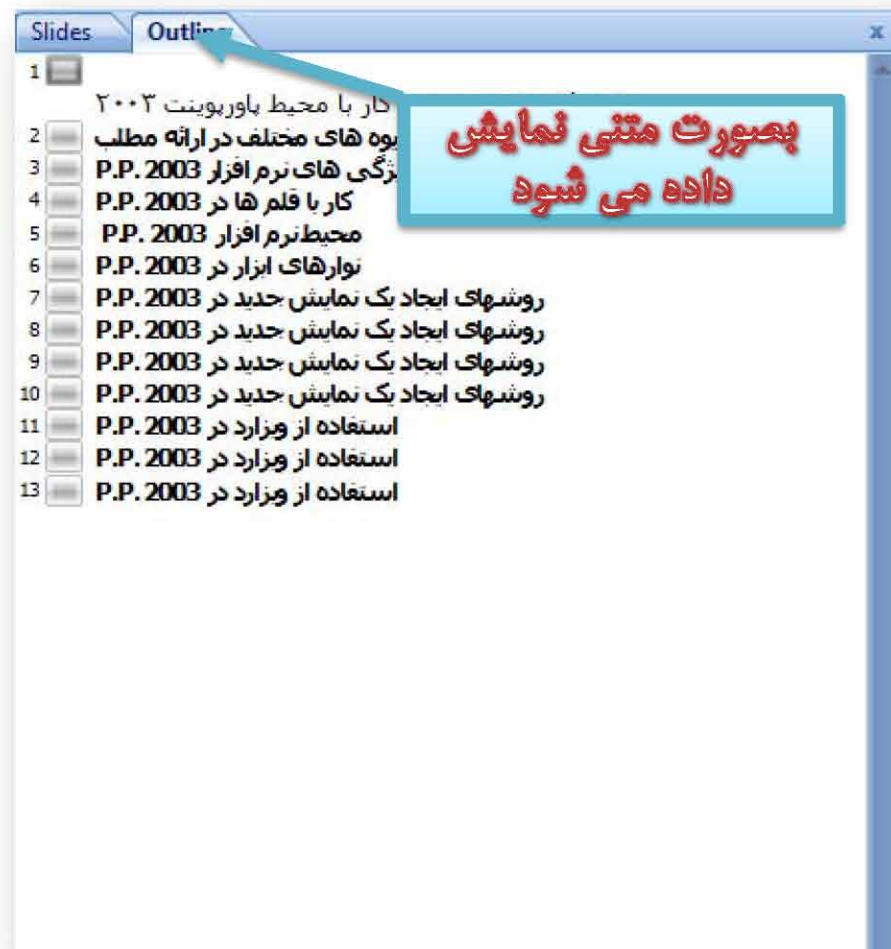 Slides Outline x
1
کار با محیط پاورپوینت ۲۰۰۳
2 های مختلف در ارائه مطلب
3 های نرم افزار P.P. 2003
4 کار با قلم ها در P.P. 2003
5 محیط نرم افزار P.P. 2003
6 نوارهای ابزار در P.P. 2003
7 روشهای ایجاد یک نمایش جدید در P.P. 2003
8 روشهای ایجاد یک نمایش جدید در P.P. 2003
9 روشهای ایجاد یک نمایش جدید در P.P. 2003
10 روشهای ایجاد یک نمایش جدید در P.P. 2003
11 استفاده از ویزارد در P.P. 2003
12 استفاده از ویزارد در P.P. 2003
13 استفاده از ویزارد در P.P. 2003
بصورت متنی نمایش
داده می شود